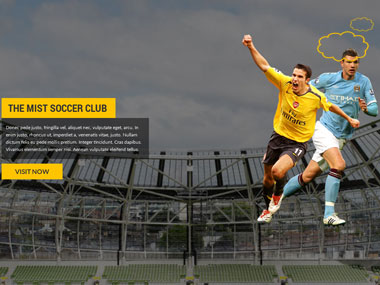 THE MIST SOCCER CLUB
Donec pede justo, fringilla vel, aliquet nec, vulputate eget, arcu. In
enim justo, rhoncus ut, imperdiet a, venenatis vitae, justo. Nullam
dictum felis eu pede mollis pretium. Integer tincidunt. Cras dapibus.
Vivamus elementum semper nisi. Aenean vulputate eleifend tellus.
VISIT NOW
Emirates
ETIHAD
11